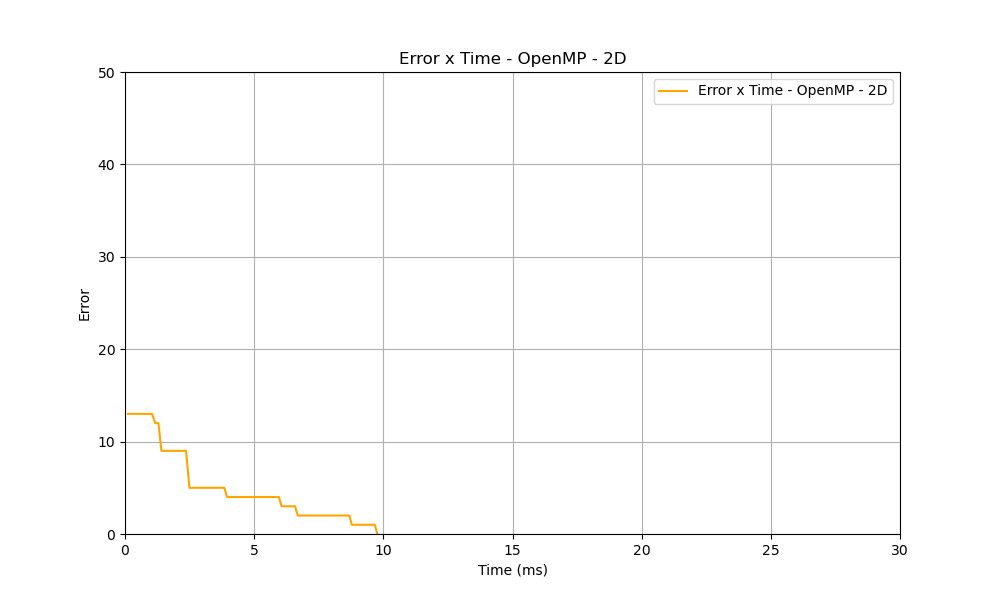 Error x Time - OpenMP - 2D
Error x Time - OpenMP - 2D
50
40
30
20
10
0
Error
0 5 10 15 20 25 30
Time (ms)